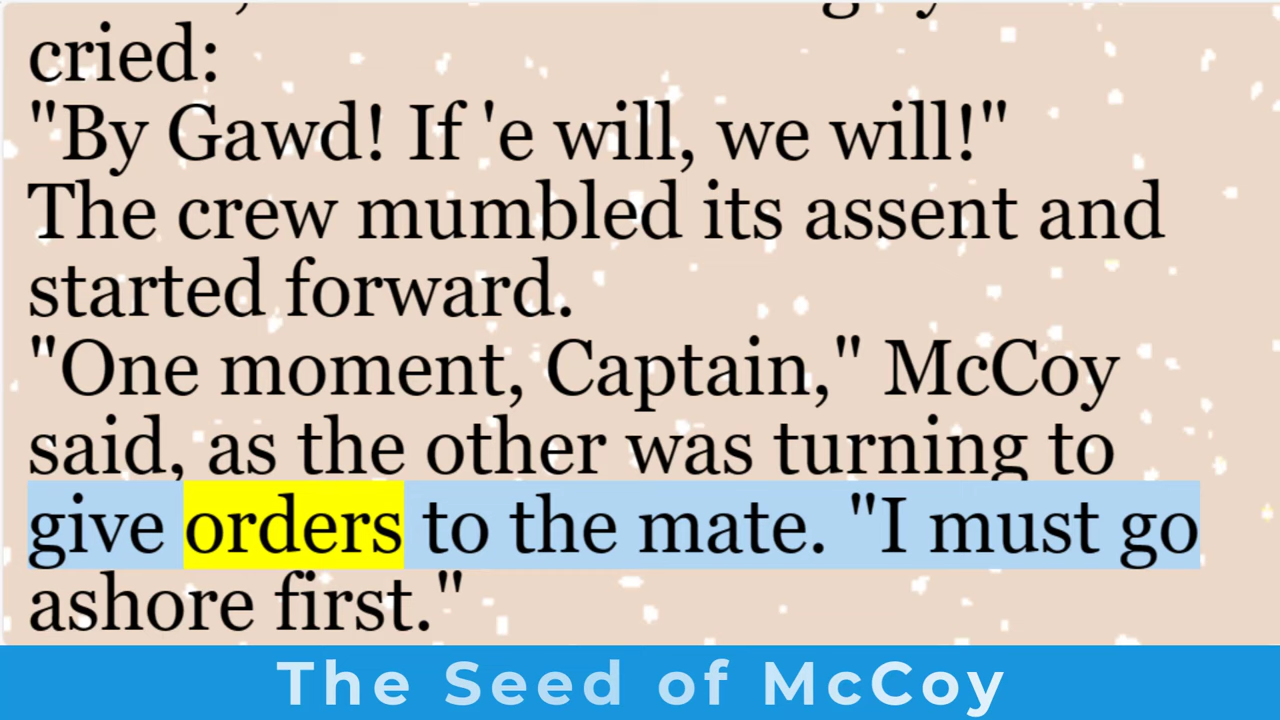 cried:
"By Gawd! If 'e will, we will!"
The crew mumbled its assent and
started forward.
"One moment, Captain," McCoy
said, as the other was turning to
give orders to the mate. "I must go
ashore first."
The Seed of McCoy